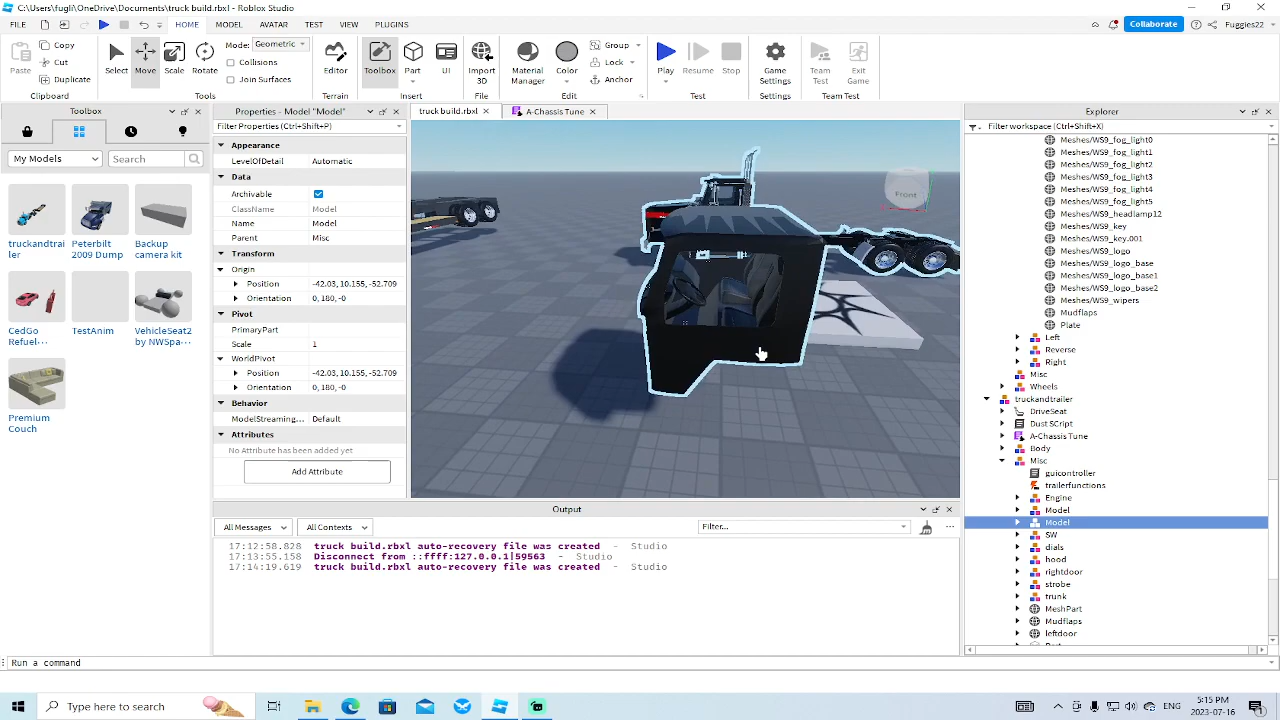 C:\Users\fugli\OneDrive\Documents\truck build.rbxl - Roblox Studio
FILE HOME MODEL AVATAR TEST VIEW PLUGINS Collaborate Fuggles22
Paste Copy Cut Duplicate Select Move Scale Rotate Mode: Geometric Collisions Join Surfaces Editor Toolbox Part UI Import 3D Material Manager Color Group Lock Anchor Play Resume Stop Game Settings Team Test Exit Game
Clipboard Tools Terrain Insert File Edit Test Settings Team Test
Toolbox
My Models Search
truckandtrai ler
Peterbilt 2009 Dump
Backup camera kit
CedGo Refuel...
TestAnim
VehicleSeat2 by NWSpa...
Premium Couch
Properties - Model "Model"
Filter Properties (Ctrl+Shift+P)
Appearance
LevelOfDetail Automatic
Data
Archivable
ClassName Model
Name Model
Parent Misc
Transform
Origin
Position -42.03, 10.155, -52.709
Orientation 0, 180, -0
Pivot
PrimaryPart
Scale 1
WorldPivot
Position -42.03, 10.155, -52.709
Orientation 0, 180, -0
Behavior
ModelStreaming... Default
Attributes
No Attribute has been added yet
Add Attribute
truck build.rbxl A-Chassis Tune
Front
Output
All Messages All Contexts Filter...
17:12:58.828 truck build.rbxl auto-recovery file was created - Studio
17:13:55.158 Disconnect from ::ffff:127.0.0.1|59563 - Studio
17:14:19.619 truck build.rbxl auto-recovery file was created - Studio
Explorer
Filter workspace (Ctrl+Shift+X)
Meshes/WS9_fog_light0
Meshes/WS9_fog_light1
Meshes/WS9_fog_light2
Meshes/WS9_fog_light3
Meshes/WS9_fog_light4
Meshes/WS9_fog_light5
Meshes/WS9_headlamp12
Meshes/WS9_key
Meshes/WS9_key.001
Meshes/WS9_logo
Meshes/WS9_logo_base
Meshes/WS9_logo_base1
Meshes/WS9_logo_base2
Meshes/WS9_wipers
Mudflaps
Plate
Left
Reverse
Right
Misc
Wheels
truckandtrailer
DriveSeat
Dust SCript
A-Chassis Tune
Body
Misc
guicontroller
trailerfunctions
Engine
Model
Model
SW
dials
hood
rightdoor
strobe
trunk
MeshPart
Mudflaps
leftdoor
Run a command
Type here to search
ENG
5:15 PM
2023-07-16